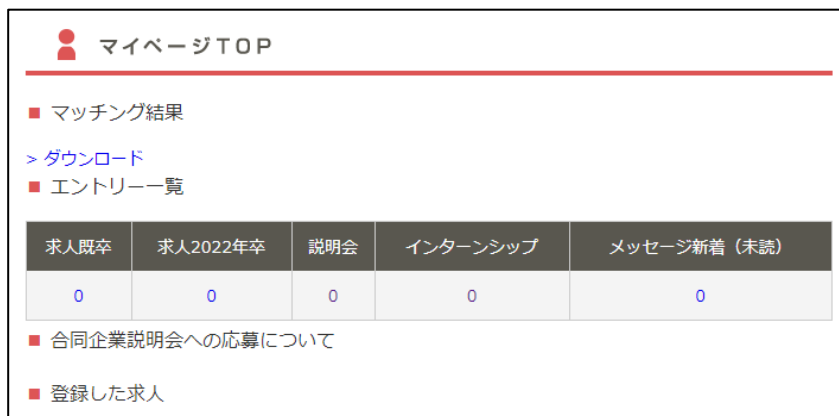 マイページTOP
■ マッチング結果
> ダウンロード
■ エントリー一覧
求人既卒 求人2022年卒 説明会 インターンシップ メッセージ新着（未読）
0 0 0 0 0
■ 合同企業説明会への応募について
■ 登録した求人